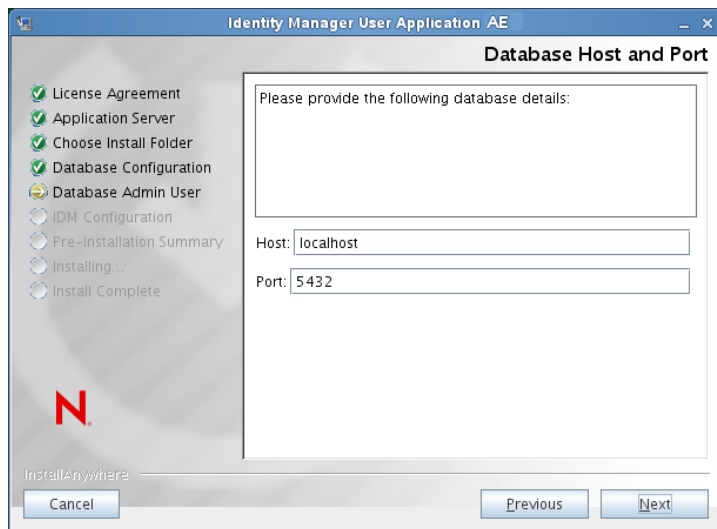 Identity Manager User Application AE
Database Host and Port
License Agreement
Application Server
Choose Install Folder
Database Configuration
Database Admin User
IDM Configuration
Pre-Installation Summary
Installing...
Install Complete
Please provide the following database details:
Host: localhost
Port: 5432
N.
InstallAnywhere
Cancel
Previous
Next